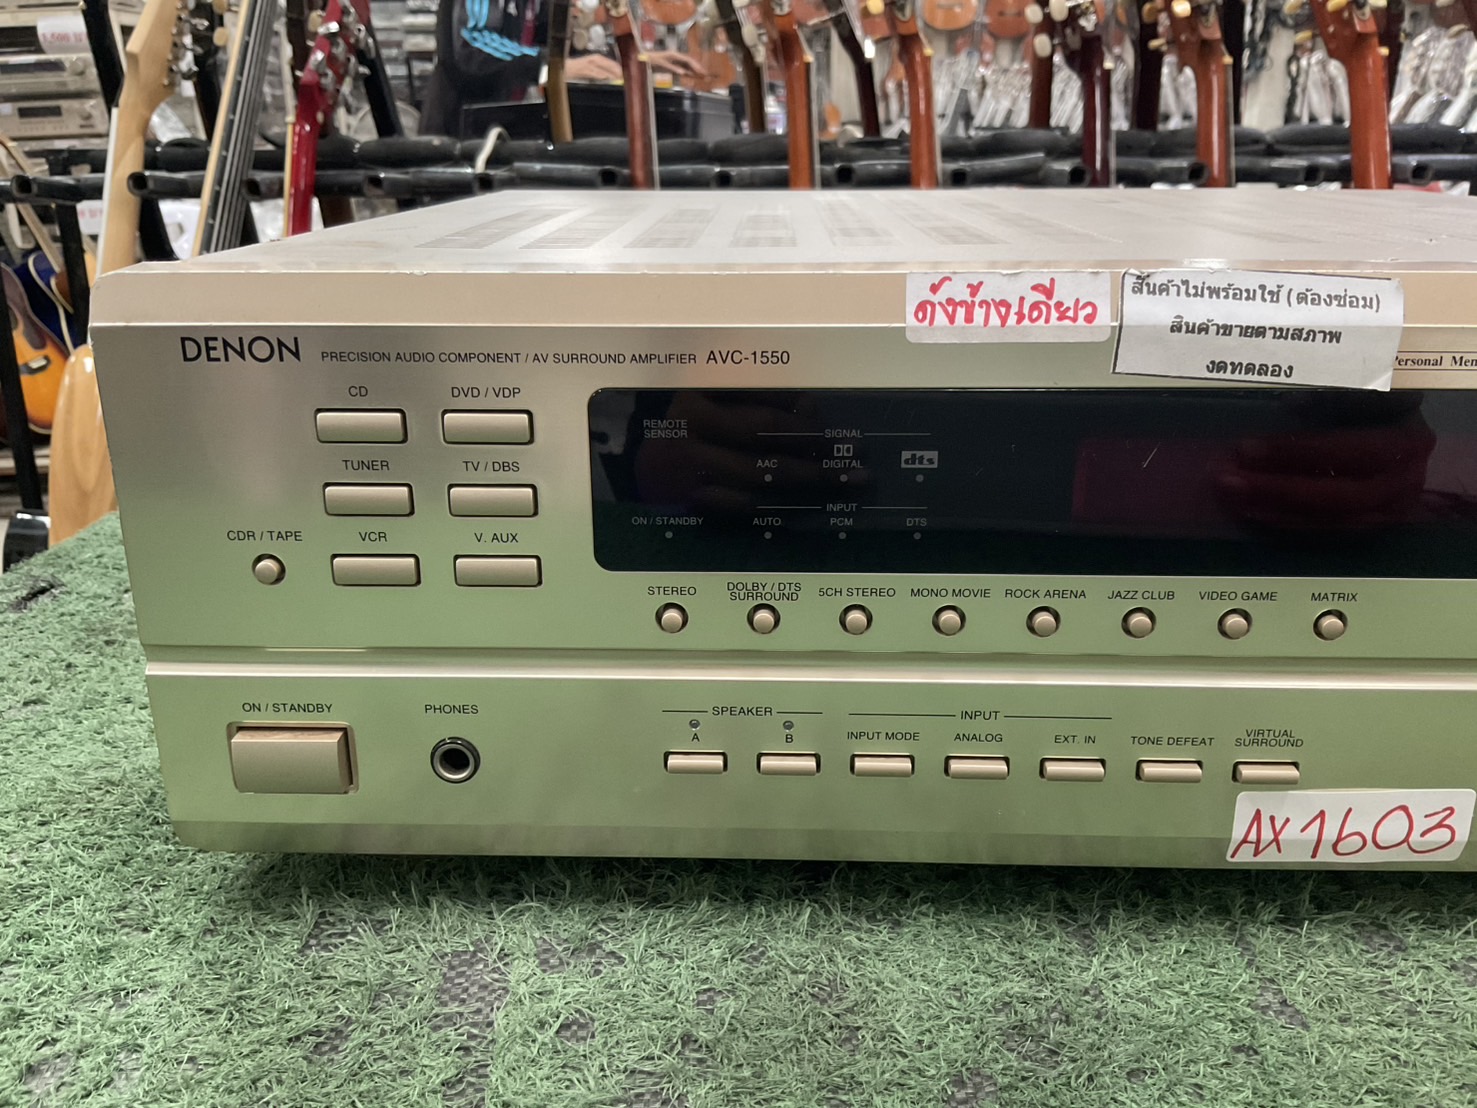 1,500
ดังข้างเดียว
สินค้าไม่พร้อมใช้ (ต้องซ่อม)
สินค้าขายตามสภาพ
งดทดลอง
DENON PRECISION AUDIO COMPONENT / AV SURROUND AMPLIFIER AVC-1550
Personal Mem
CD DVD / VDP
REMOTE
SENSOR
SIGNAL
AAC DIGITAL dts
TUNER TV / DBS
INPUT
ON / STANDBY AUTO PCM DTS
CDR / TAPE VCR V. AUX
STEREO DOLBY / DTS
SURROUND 5CH STEREO MONO MOVIE ROCK ARENA JAZZ CLUB VIDEO GAME MATRIX
ON / STANDBY PHONES
SPEAKER INPUT
A B INPUT MODE ANALOG EXT. IN TONE DEFEAT VIRTUAL
SURROUND
AX1603